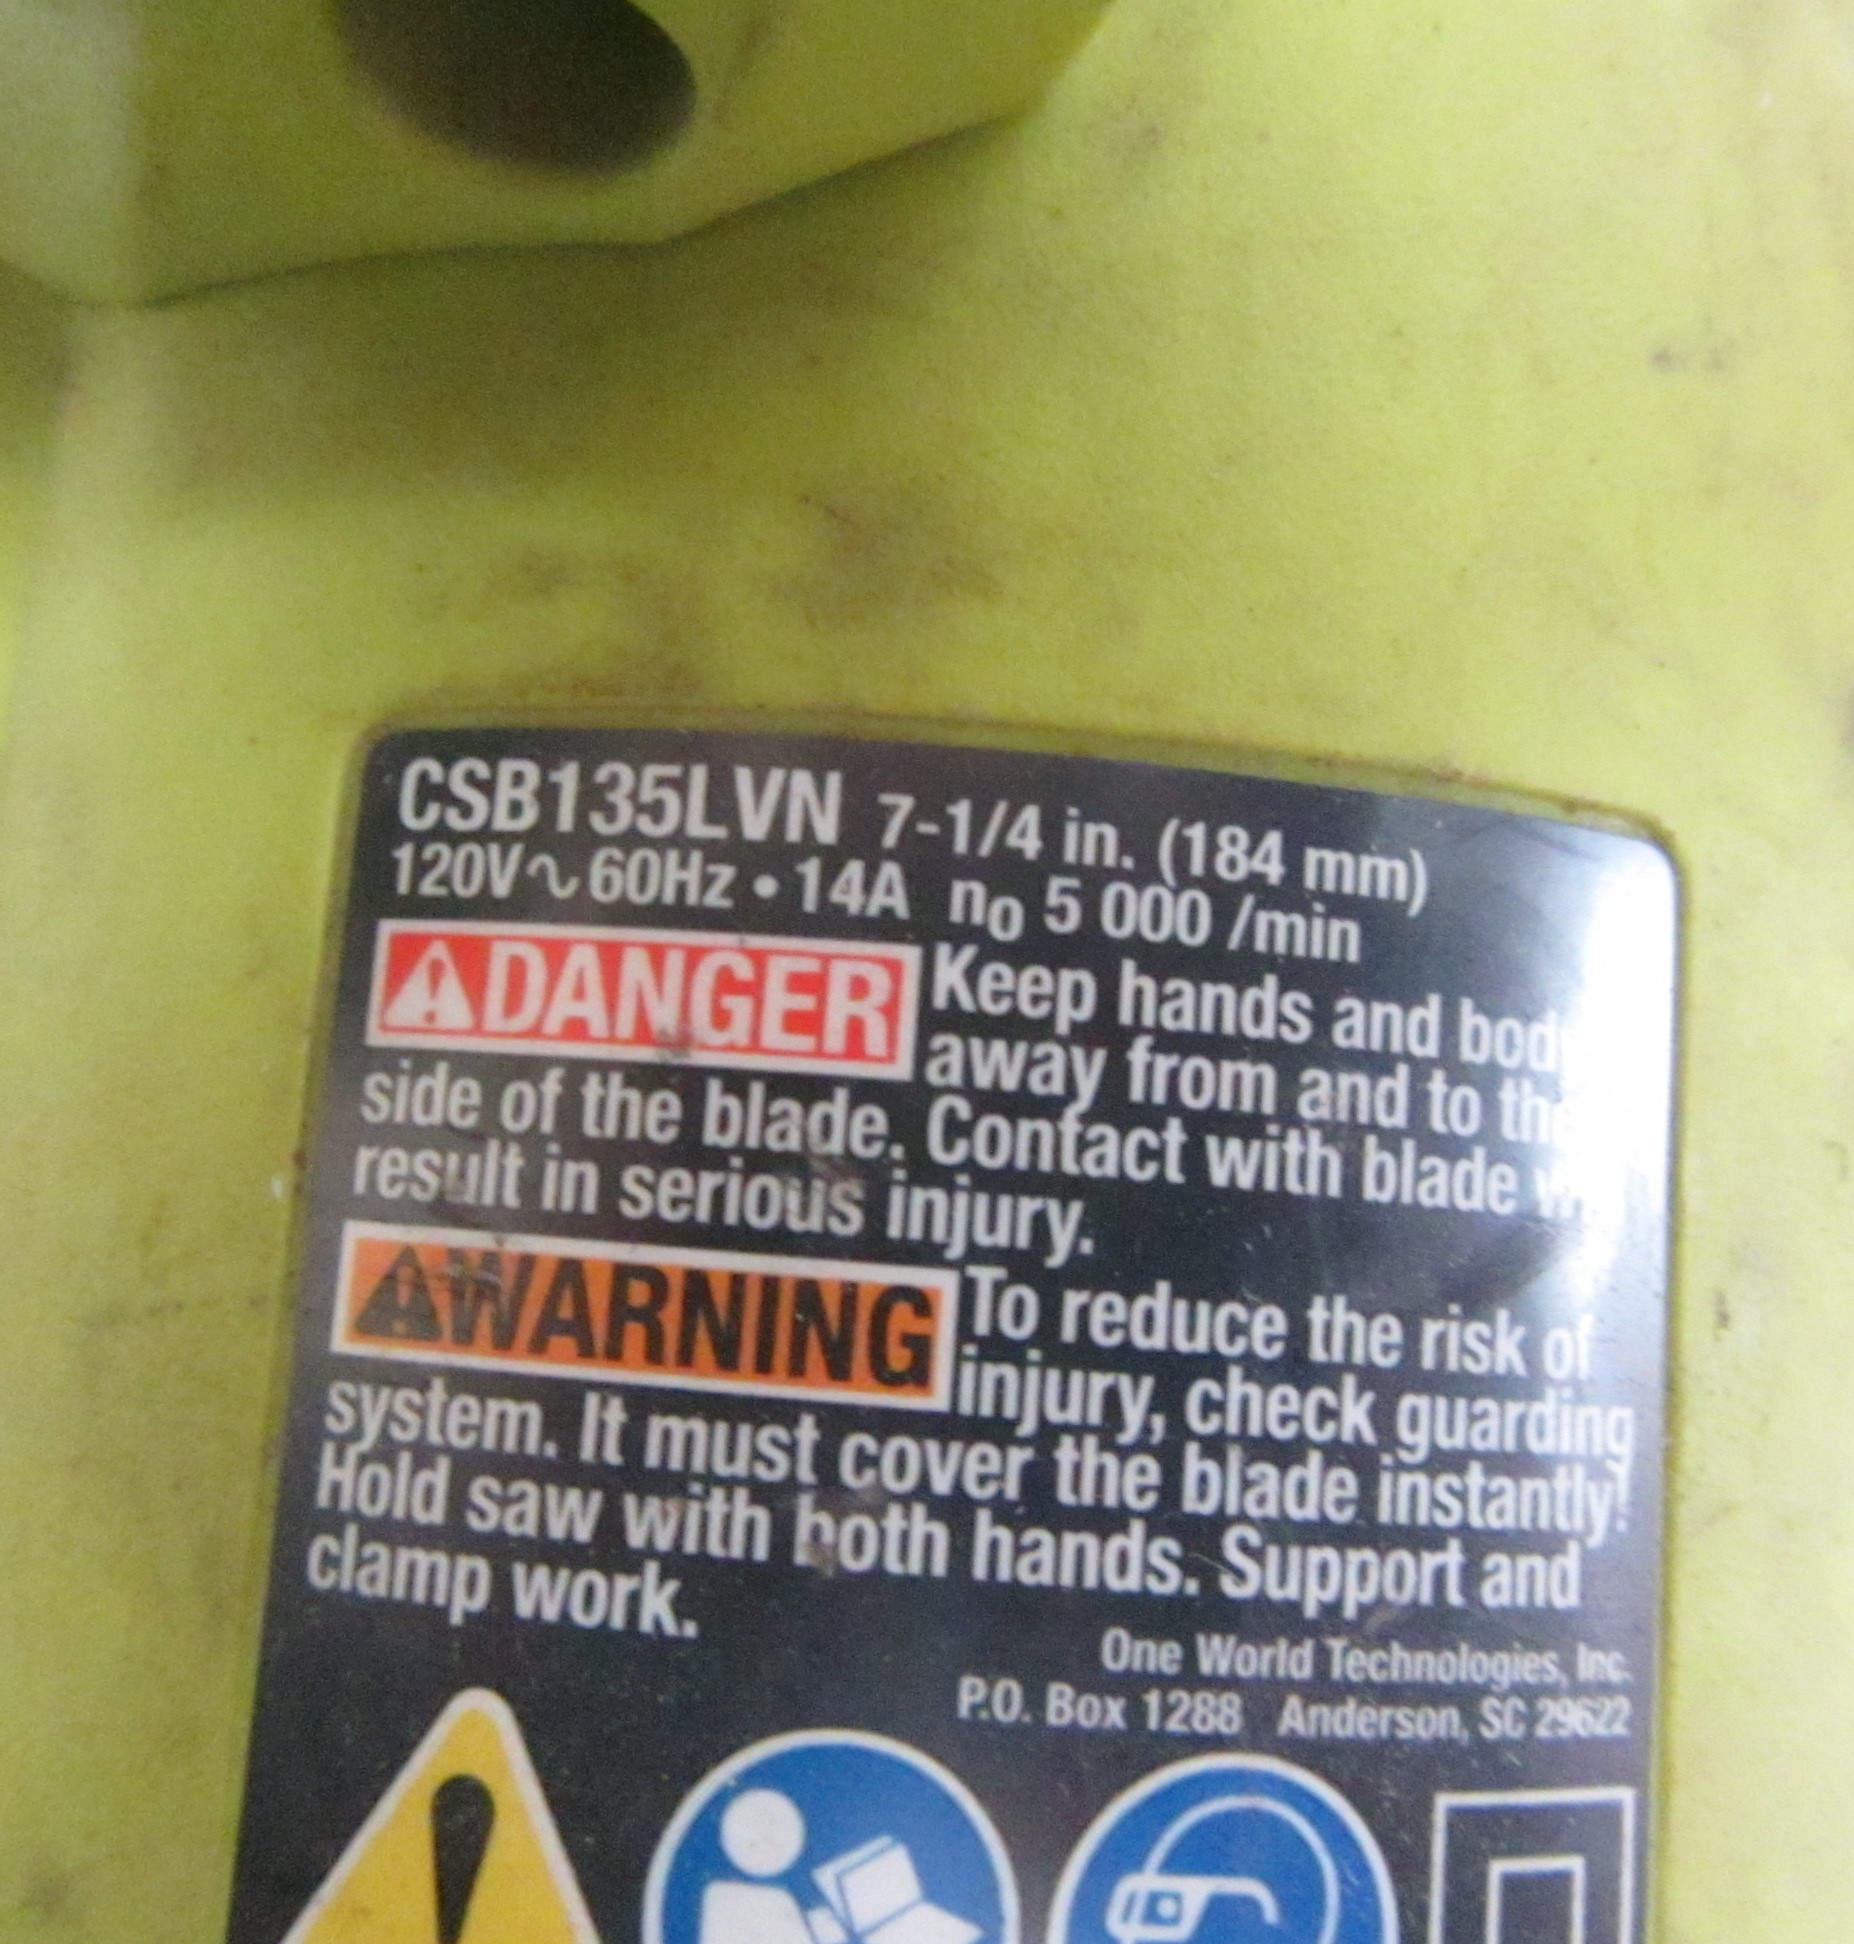 CSB135LVN 7-1/4 in. (184 mm)
120V ∿ 60Hz • 14A no 5 000 /min
DANGER Keep hands and body
away from and to the
side of the blade. Contact with blade
result in serious injury.
WARNING To reduce the risk of
injury, check guarding
system. It must cover the blade instantly!
Hold saw with both hands. Support and
clamp work.
One World Technologies, Inc.
P.O. Box 1288 Anderson, SC 29622